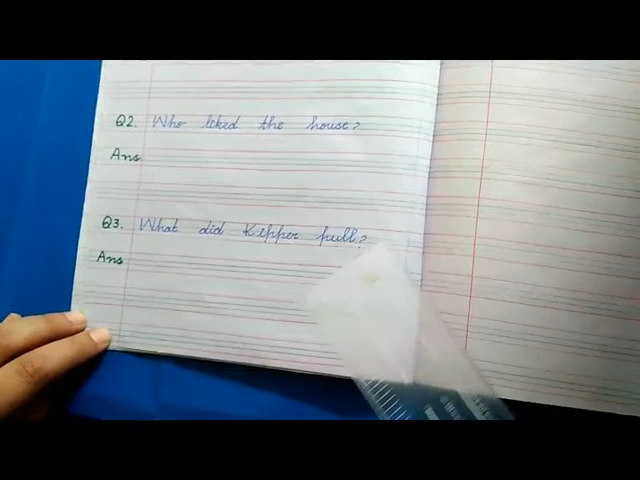 Q2. Who liked the house?
Ans
Q3. What did Kipper pull?
Ans